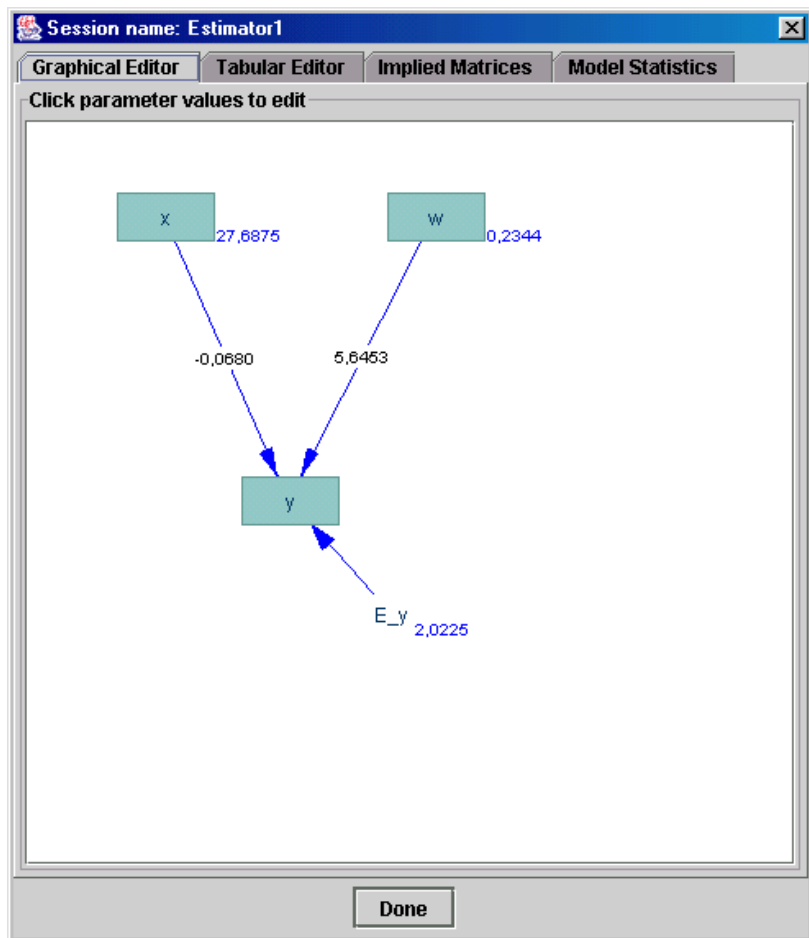 Session name: Estimator1
Graphical Editor Tabular Editor Implied Matrices Model Statistics
Click parameter values to edit
x w
27,6875 0,2344
-0,0680 5,6453
y
E_y 2,0225
Done